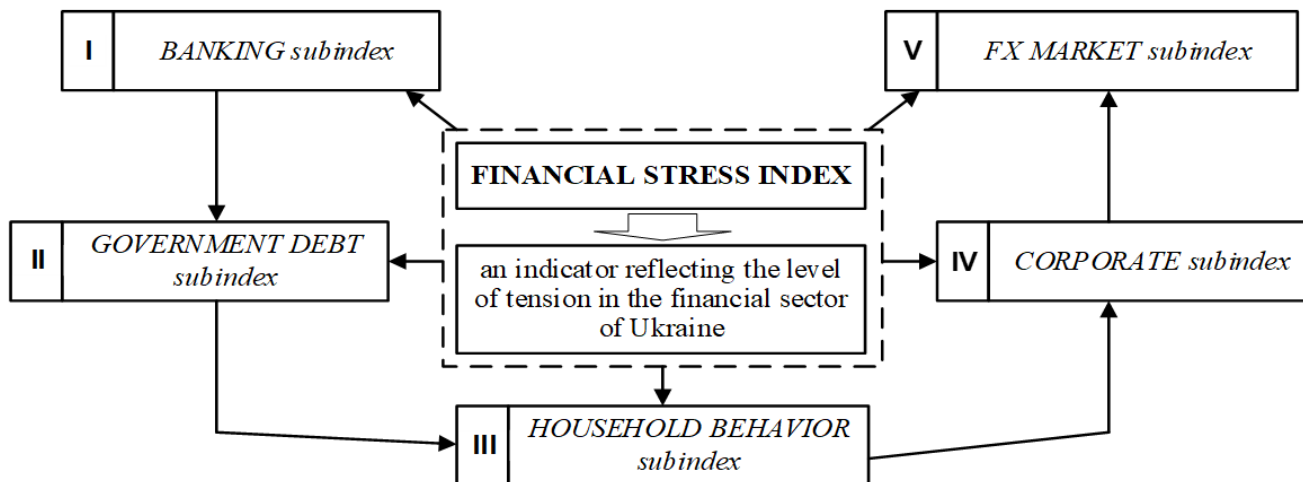 I
BANKING subindex
V
FX MARKET subindex
FINANCIAL STRESS INDEX
II
GOVERNMENT DEBT
subindex
an indicator reflecting the level
of tension in the financial sector
of Ukraine
IV
CORPORATE subindex
III
HOUSEHOLD BEHAVIOR
subindex